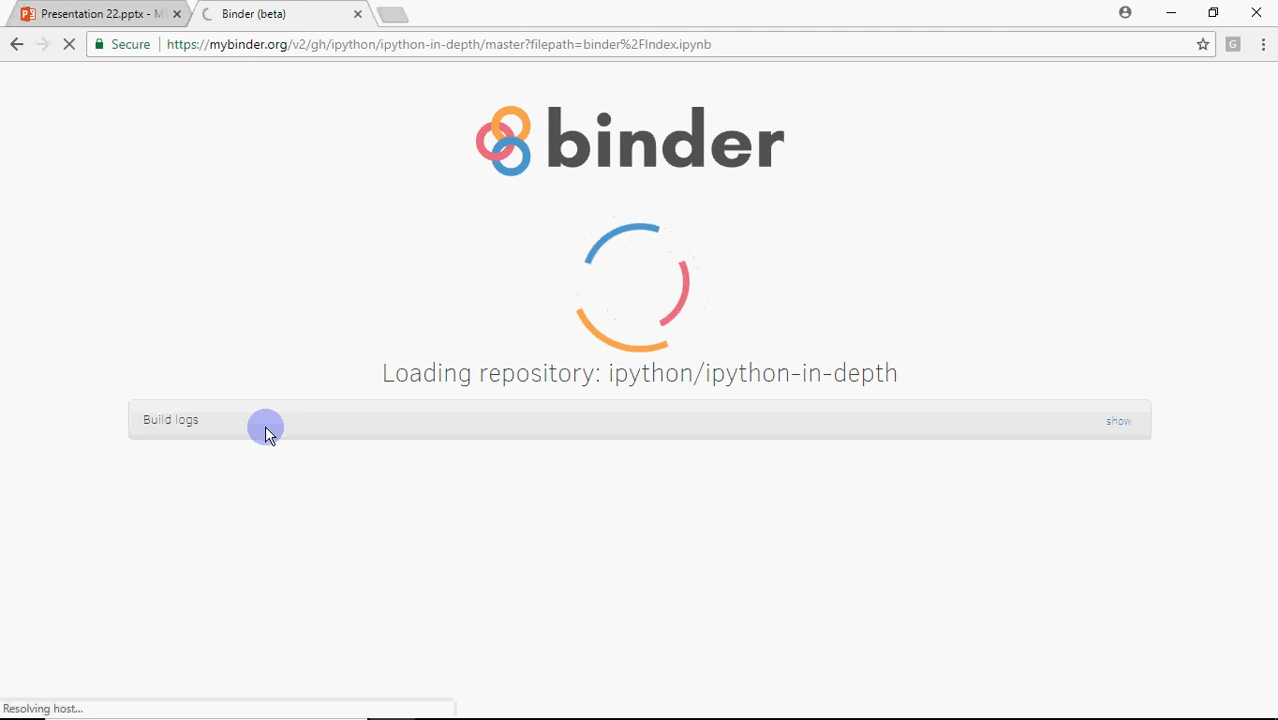 Presentation 22.pptx - Mi
Binder (beta)
Secure
https://mybinder.org/v2/gh/ipython/ipython-in-depth/master?filepath=binder%2FIndex.ipynb
G
binder
Loading repository: ipython/ipython-in-depth
Build logs
show
Resolving host...